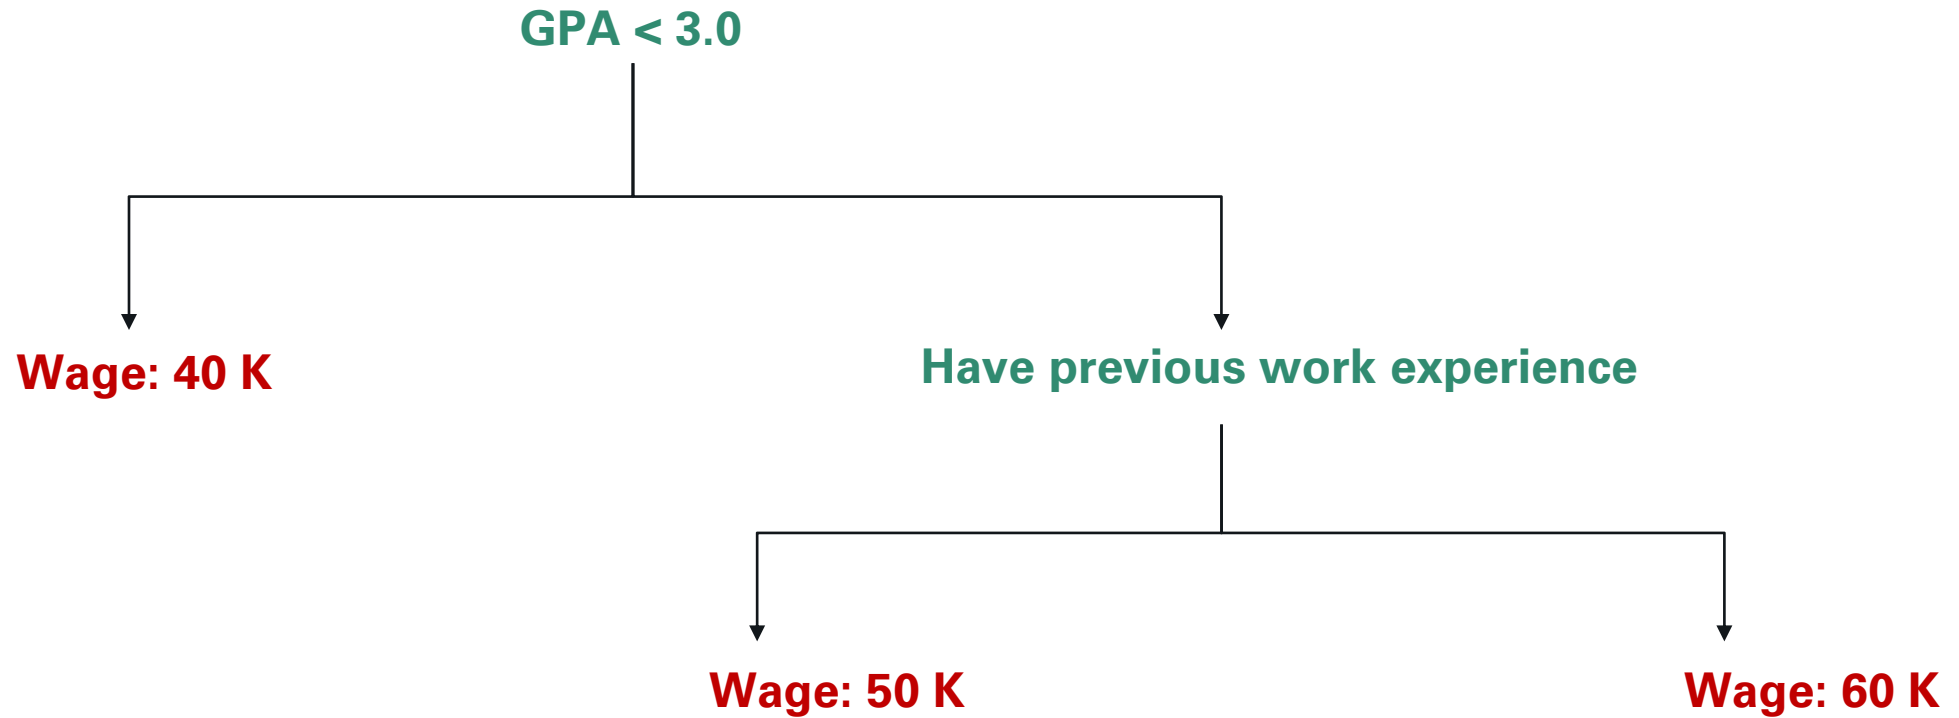 GPA < 3.0
Wage: 40 K
Have previous work experience
Wage: 50 K
Wage: 60 K